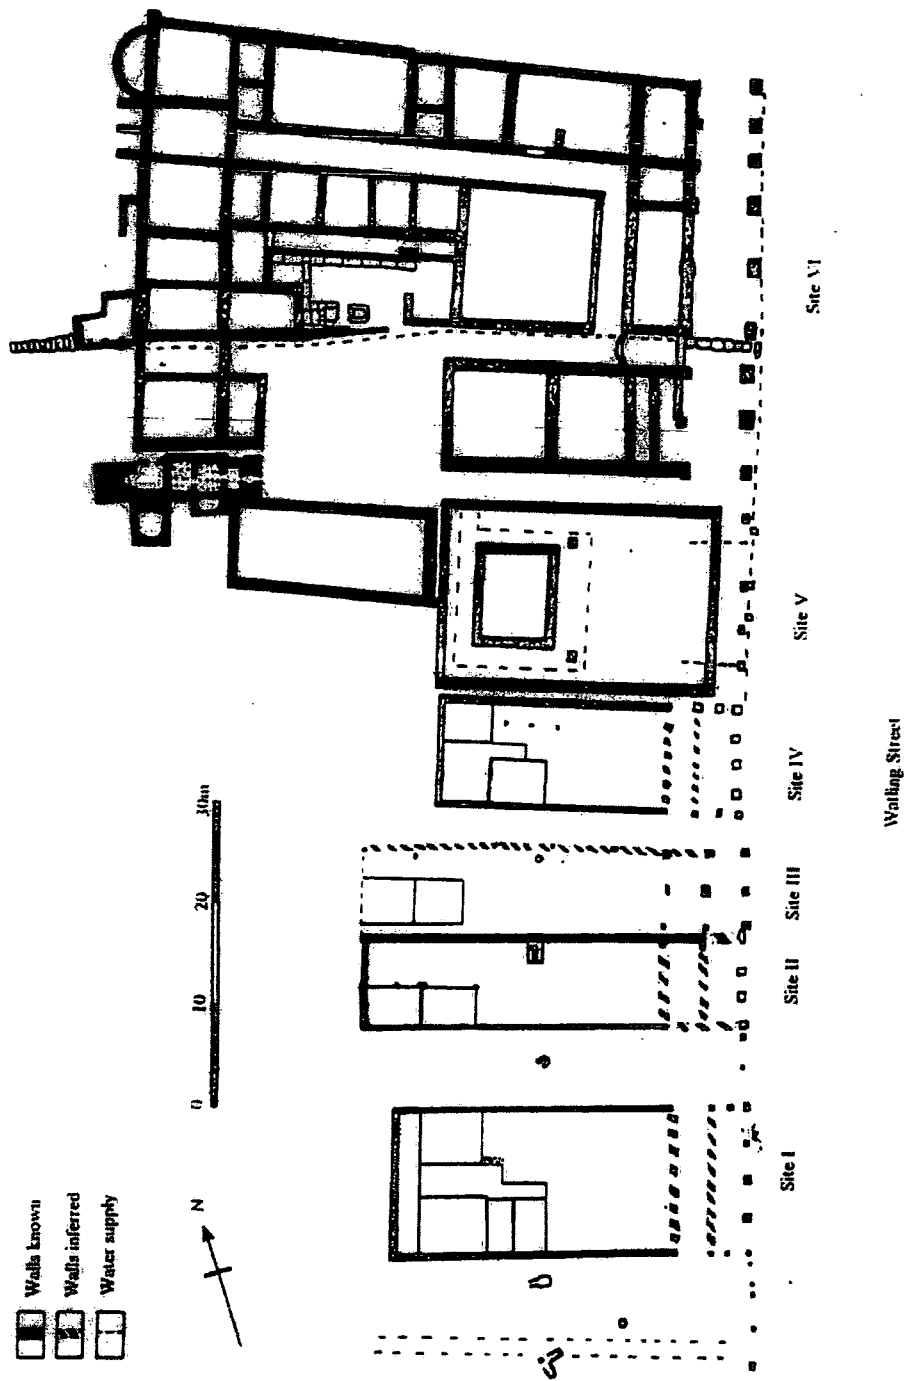 Walls known
Walls inferred
Water supply
N
0
10
20
30m
Site I
Site II
Site III
Site IV
Site V
Site VI
Watling Street